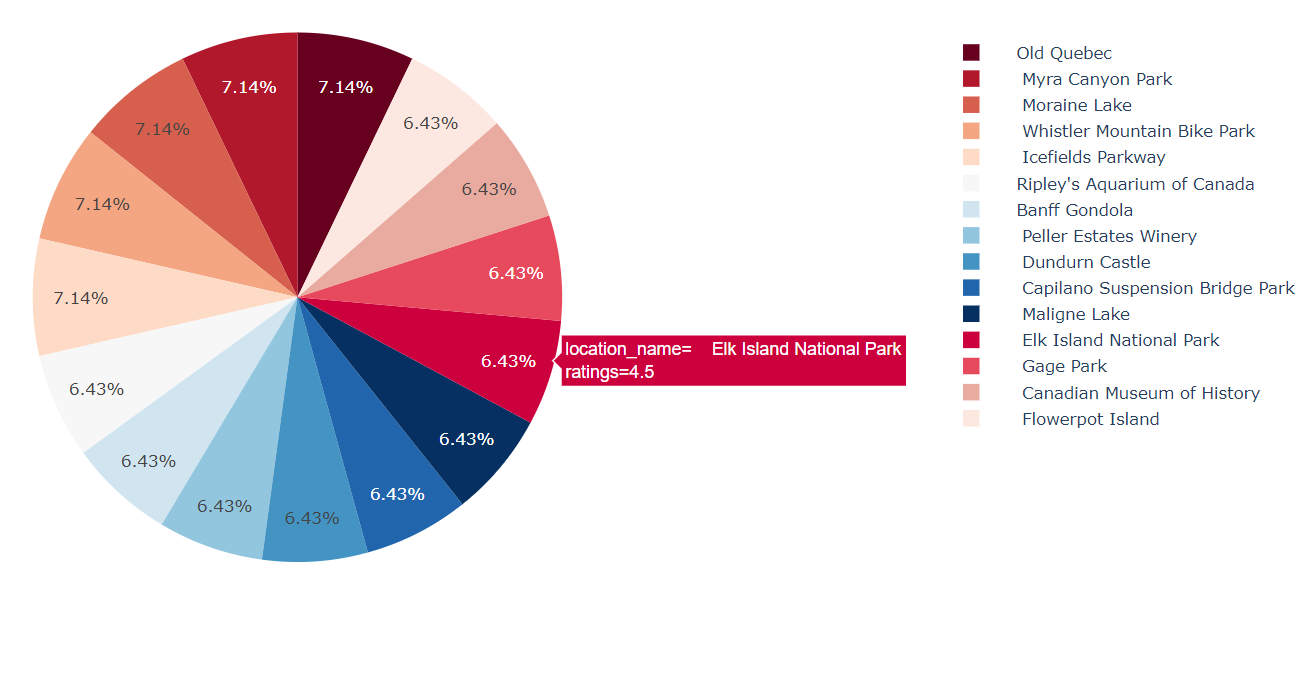 7.14%
7.14%
6.43%
7.14%
6.43%
7.14%
6.43%
7.14%
6.43%
6.43%
6.43%
6.43%
6.43%
6.43%
6.43%
location_name= Elk Island National Park
ratings=4.5
Old Quebec
Myra Canyon Park
Moraine Lake
Whistler Mountain Bike Park
Icefields Parkway
Ripley's Aquarium of Canada
Banff Gondola
Peller Estates Winery
Dundurn Castle
Capilano Suspension Bridge Park
Maligne Lake
Elk Island National Park
Gage Park
Canadian Museum of History
Flowerpot Island